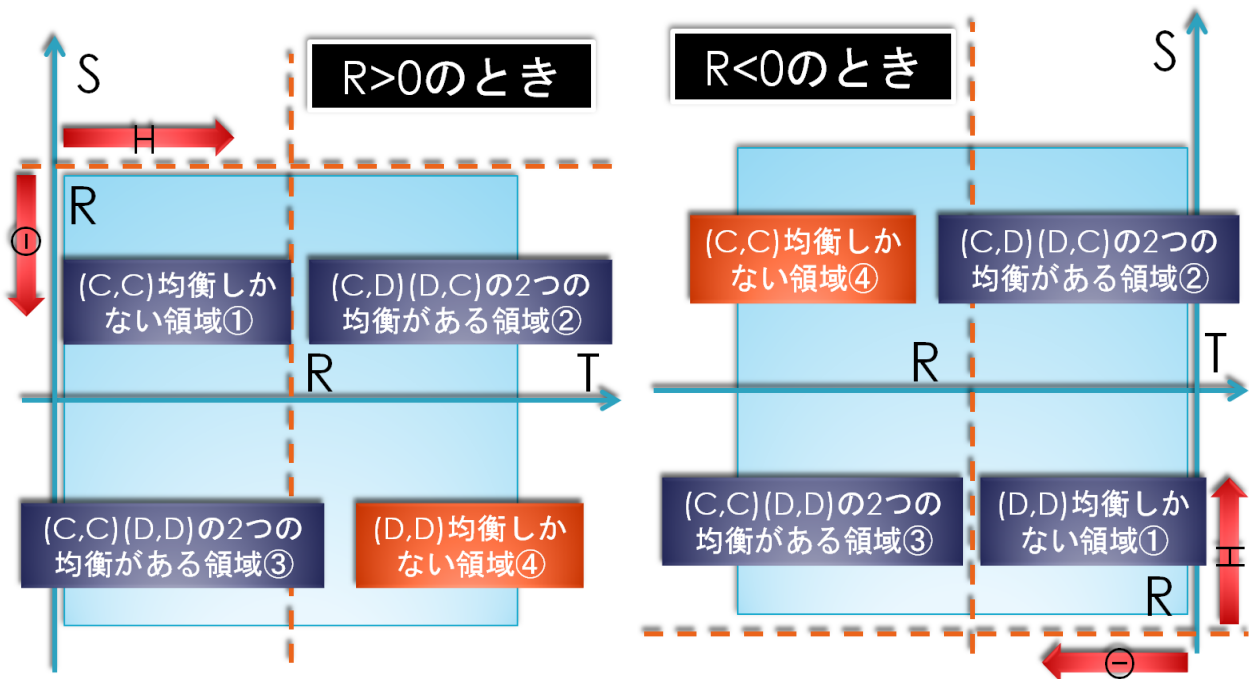 S
R>0のとき
H
R
Θ
(C,C)均衡しか
ない領域①
(C,D)(D,C)の2つの
均衡がある領域②
R
T
(C,C)(D,D)の2つの
均衡がある領域③
(D,D)均衡しか
ない領域④
R<0のとき
S
(C,C)均衡しか
ない領域④
(C,D)(D,C)の2つの
均衡がある領域②
R
T
(C,C)(D,D)の2つの
均衡がある領域③
(D,D)均衡しか
ない領域①
H
R
Θ